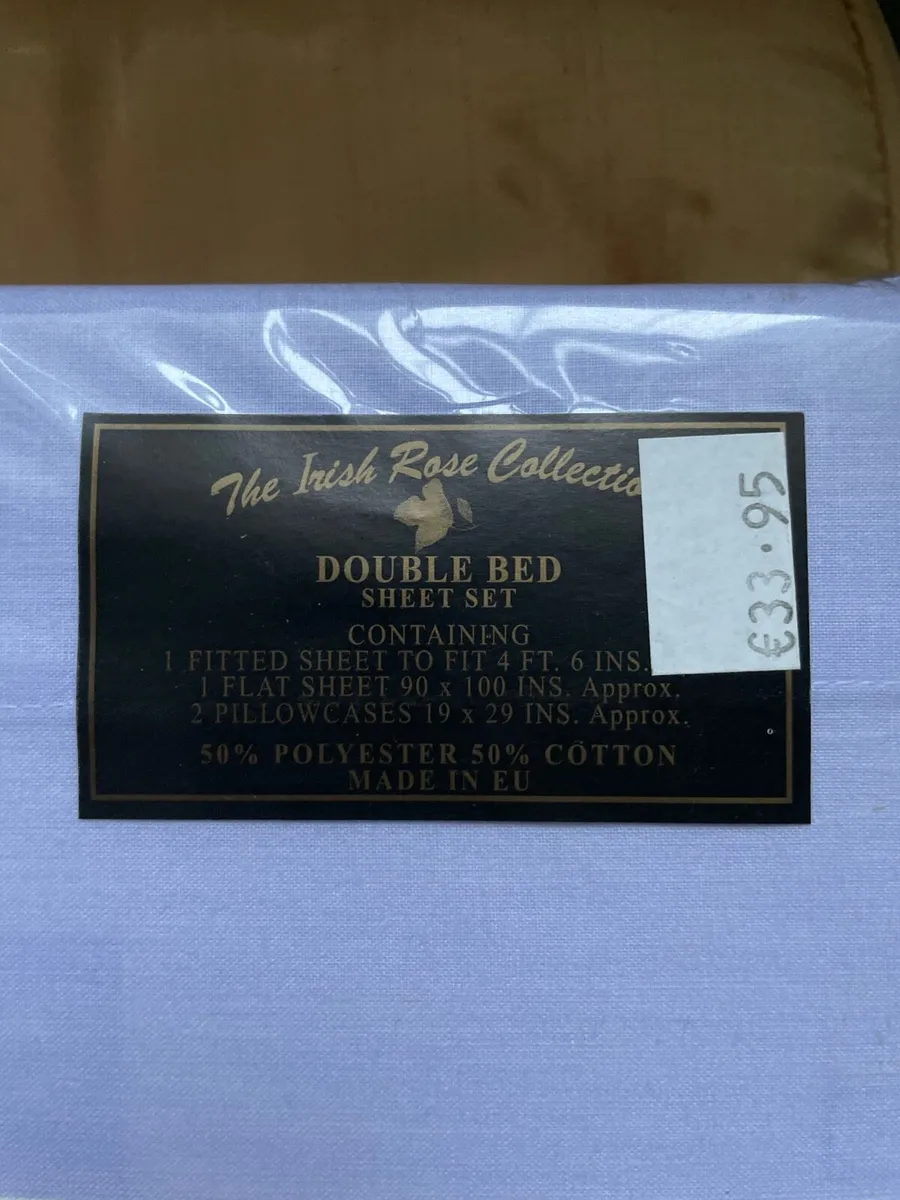 The Irish Rose Collectio
DOUBLE BED
SHEET SET
CONTAINING
1 FITTED SHEET TO FIT 4 FT. 6 INS.
1 FLAT SHEET 90 x 100 INS. Approx.
2 PILLOWCASES 19 x 29 INS. Approx.
50% POLYESTER 50% COTTON
MADE IN EU
€33.95